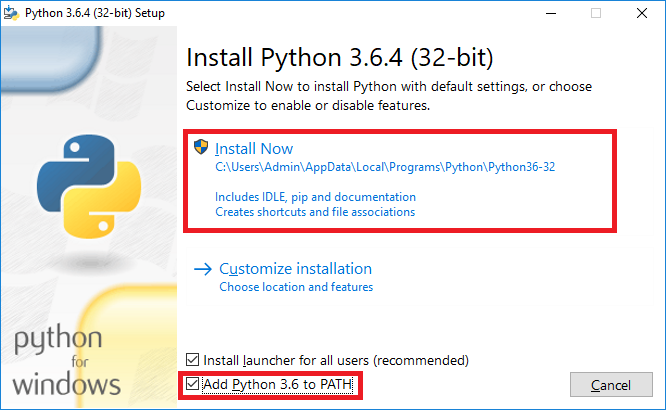 Python 3.6.4 (32-bit) Setup
Install Python 3.6.4 (32-bit)
Select Install Now to install Python with default settings, or choose
Customize to enable or disable features.
Install Now
C:\Users\Admin\AppData\Local\Programs\Python\Python36-32
Includes IDLE, pip and documentation
Creates shortcuts and file associations
Customize installation
Choose location and features
python
for
windows
Install launcher for all users (recommended)
Add Python 3.6 to PATH
Cancel